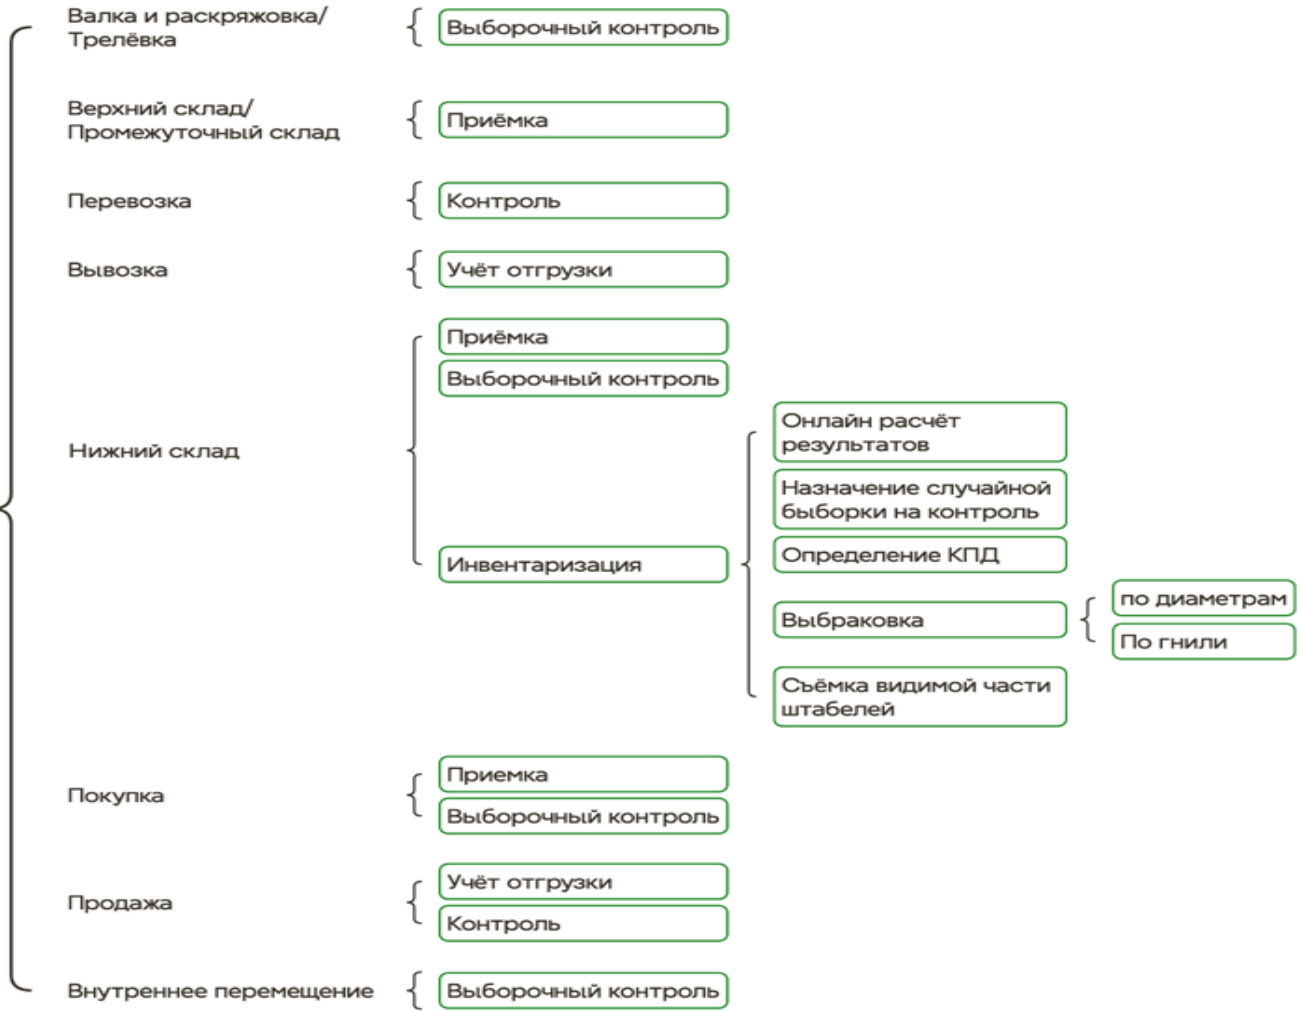 Валка и раскряжовка/
Трелёвка
Выборочный контроль
Верхний склад/
Промежуточный склад
Приёмка
Перевозка
Контроль
Вывозка
Учёт отгрузки
Нижний склад
Приёмка
Выборочный контроль
Инвентаризация
Онлайн расчёт
результатов
Назначение случайной
быборки на контроль
Определение КПД
Выбраковка
по диаметрам
По гнили
Съёмка видимой части
штабелей
Покупка
Приемка
Выборочный контроль
Продажа
Учёт отгрузки
Контроль
Внутреннее перемещение
Выборочный контроль